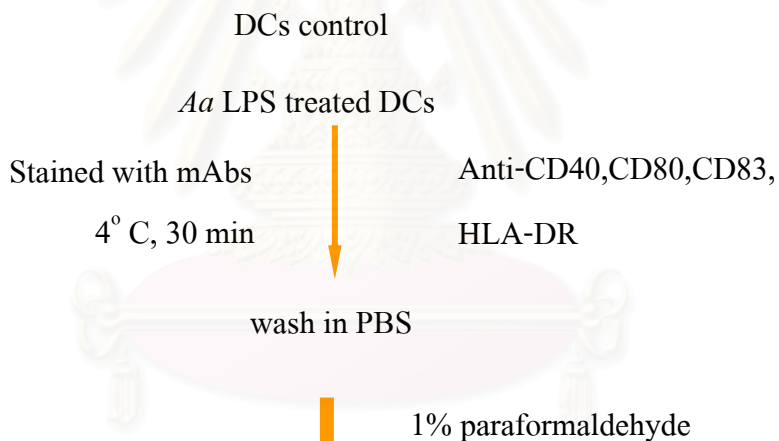 DCs control
Aa LPS treated DCs
Stained with mAbs
Anti-CD40,CD80,CD83,
4° C, 30 min
HLA-DR
wash in PBS
1% paraformaldehyde